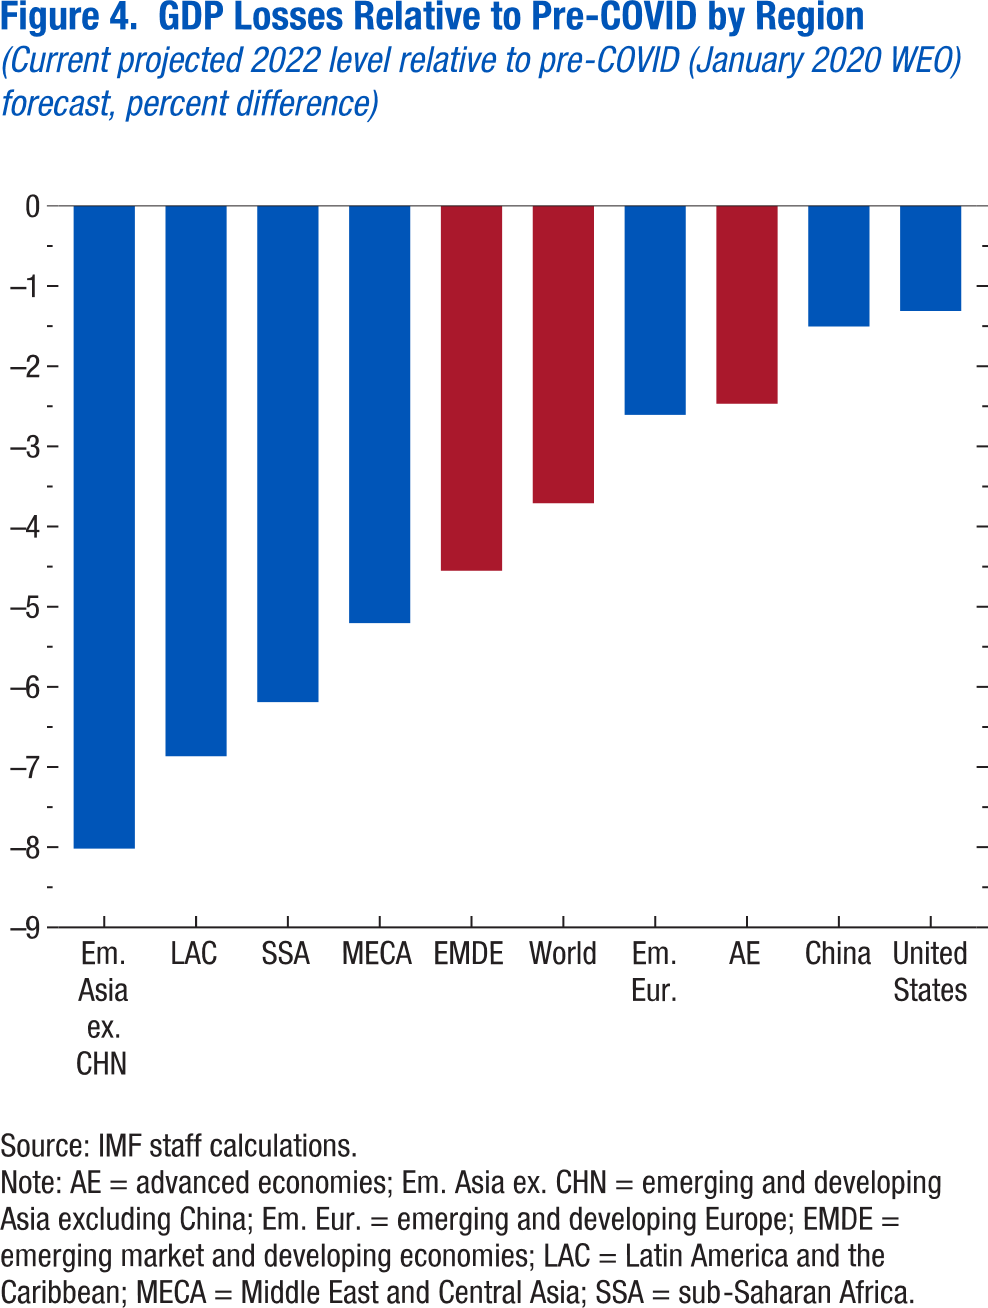 Figure 4.  GDP Losses Relative to Pre-COVID by Region
(Current projected 2022 level relative to pre-COVID (January 2020 WEO)
forecast, percent difference)
0
–1
–2
–3
–4
–5
–6
–7
–8
–9
Em.
Asia
ex.
CHN
LAC
SSA
MECA
EMDE
World
Em.
Eur.
AE
China
United
States
Source: IMF staff calculations.
Note: AE = advanced economies; Em. Asia ex. CHN = emerging and developing
Asia excluding China; Em. Eur. = emerging and developing Europe; EMDE =
emerging market and developing economies; LAC = Latin America and the
Caribbean; MECA = Middle East and Central Asia; SSA = sub-Saharan Africa.